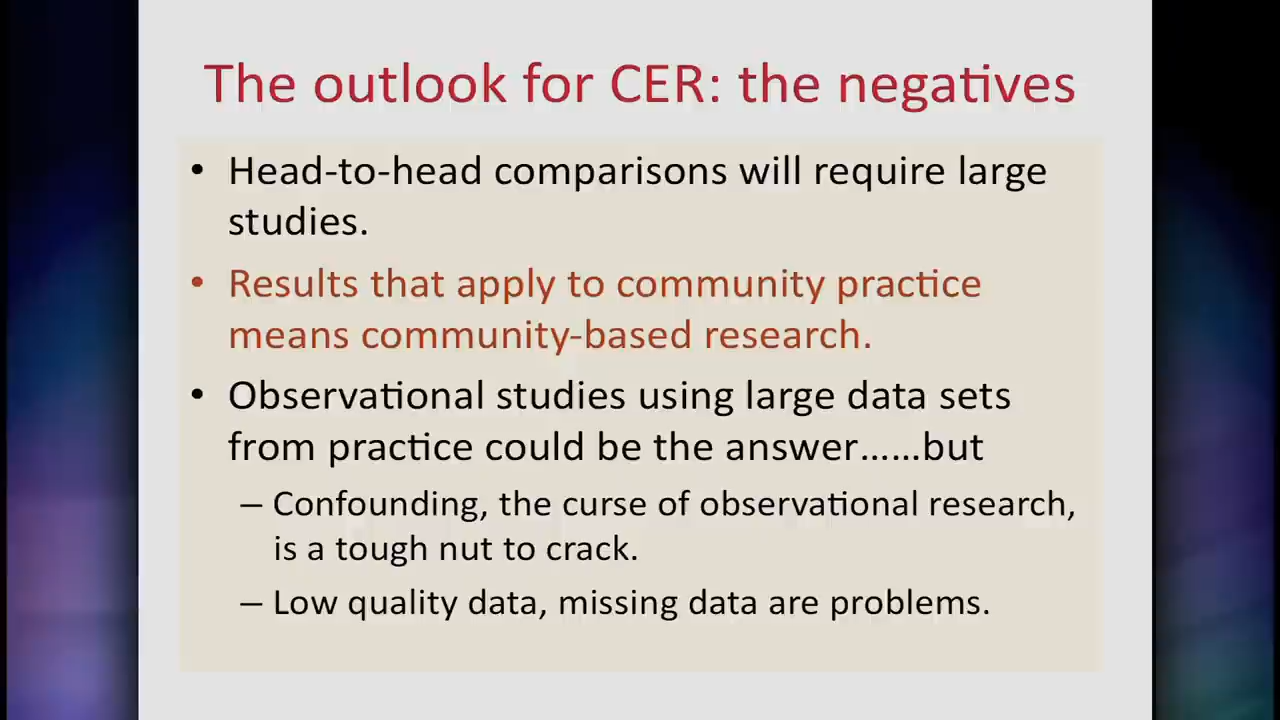 The outlook for CER: the negatives
• Head-to-head comparisons will require large
studies.
• Results that apply to community practice
means community-based research.
• Observational studies using large data sets
from practice could be the answer……but
– Confounding, the curse of observational research,
is a tough nut to crack.
– Low quality data, missing data are problems.